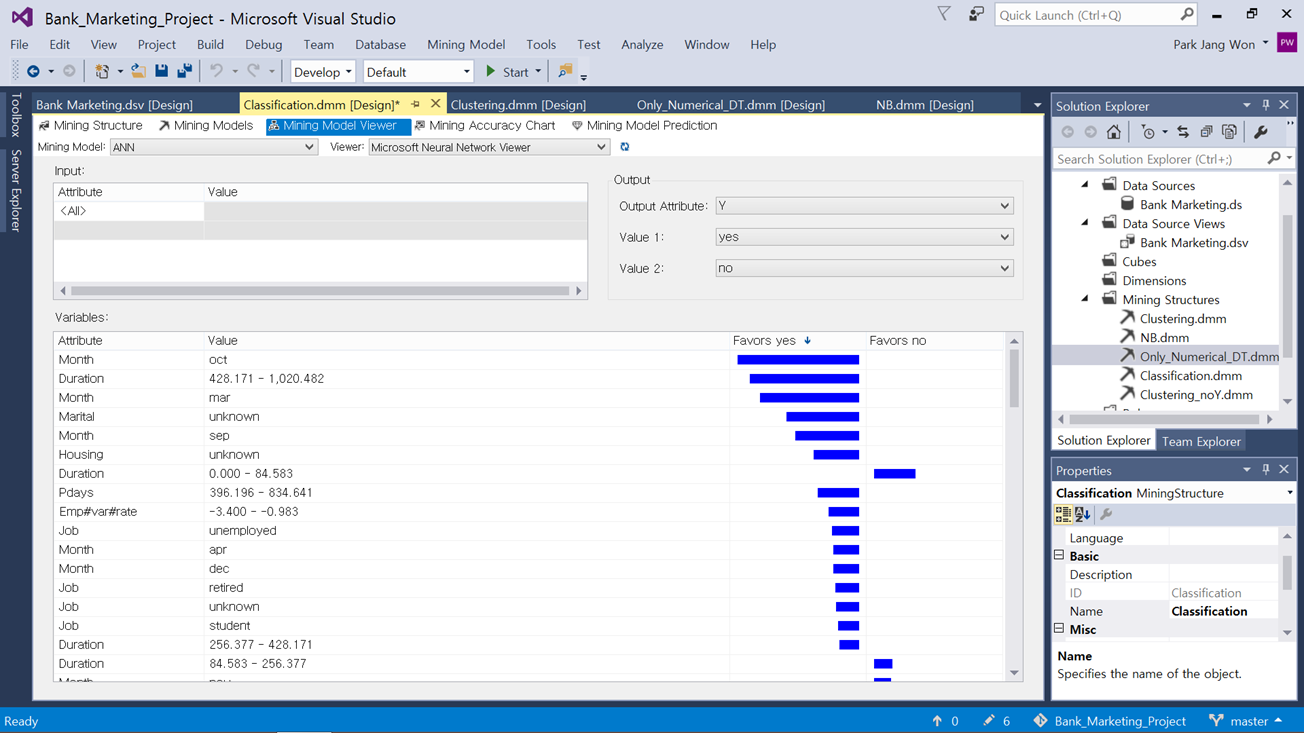 Bank_Marketing_Project - Microsoft Visual Studio
Quick Launch (Ctrl+Q)
File Edit View Project Build Debug Team Database Mining Model Tools Test Analyze Window Help
Park Jang Won PW
Develop Default Start
Toolbox
Server Explorer
Bank Marketing.dsv [Design] Classification.dmm [Design]* Clustering.dmm [Design] Only_Numerical_DT.dmm [Design] NB.dmm [Design]
Mining Structure Mining Models Mining Model Viewer Mining Accuracy Chart Mining Model Prediction
Mining Model: ANN Viewer: Microsoft Neural Network Viewer
Input:
Attribute Value
<All>
Output
Output Attribute: Y
Value 1: yes
Value 2: no
Variables:
Attribute Value Favors yes Favors no
Month oct
Duration 428.171 - 1,020.482
Month mar
Marital unknown
Month sep
Housing unknown
Duration 0.000 - 84.583
Pdays 396.196 - 834.641
Emp#var#rate -3.400 - -0.983
Job unemployed
Month apr
Month dec
Job retired
Job unknown
Job student
Duration 256.377 - 428.171
Duration 84.583 - 256.377
Solution Explorer
Search Solution Explorer (Ctrl+;)
Data Sources
Bank Marketing.ds
Data Source Views
Bank Marketing.dsv
Cubes
Dimensions
Mining Structures
Clustering.dmm
NB.dmm
Only_Numerical_DT.dmm
Classification.dmm
Clustering_noY.dmm
Solution Explorer Team Explorer
Properties
Classification MiningStructure
Language
Basic
Description
ID Classification
Name Classification
Misc
Name
Specifies the name of the object.
Ready
0 6 Bank_Marketing_Project master